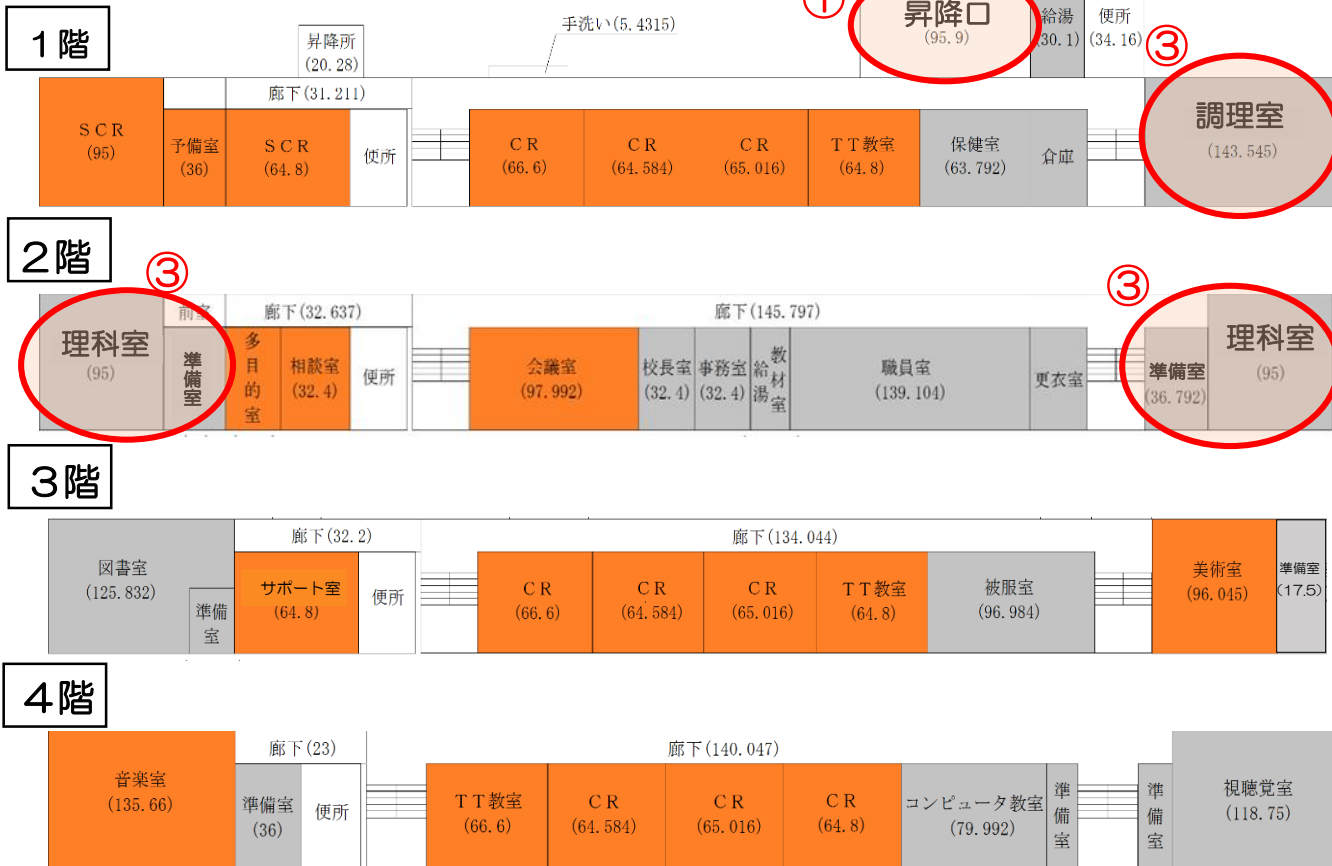 1階
昇降所
(20.28)
手洗い(5.4315)
①
昇降口
(95.9)
給湯
(30.1)
便所
(34.16)
③
廊下(31.211)
SCR
(95)
予備室
(36)
SCR
(64.8)
便所
CR
(66.6)
CR
(64.584)
CR
(65.016)
TT教室
(64.8)
保健室
(63.792)
倉庫
調理室
(143.545)
2階
③
③
理科室
(95)
前室
準備室
廊下(32.637)
多目的室
相談室
(32.4)
便所
廊下(145.797)
会議室
(97.992)
校長室
(32.4)
事務室
(32.4)
給湯
教材室
職員室
(139.104)
更衣室
準備室
(36.792)
理科室
(95)
3階
図書室
(125.832)
準備室
廊下(32.2)
サポート室
(64.8)
便所
廊下(134.044)
CR
(66.6)
CR
(64.584)
CR
(65.016)
TT教室
(64.8)
被服室
(96.984)
美術室
(96.045)
準備室
(17.5)
4階
音楽室
(135.66)
廊下(23)
準備室
(36)
便所
廊下(140.047)
TT教室
(66.6)
CR
(64.584)
CR
(65.016)
CR
(64.8)
コンピュータ教室
(79.992)
準備室
準備室
視聴覚室
(118.75)